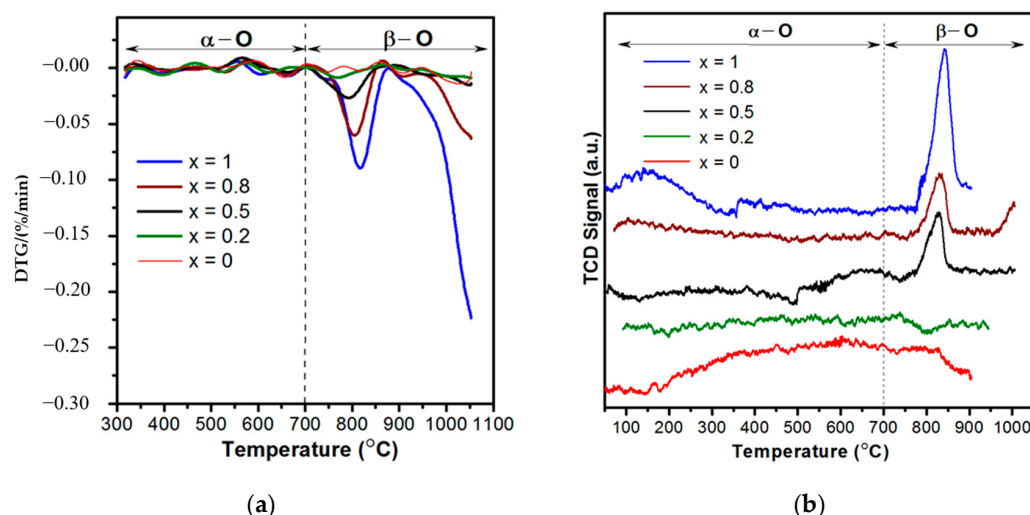 α−O
β−O
−0.00
−0.05
−0.10
−0.15
−0.20
−0.25
−0.30
DTG/(%/min)
x = 1
x = 0.8
x = 0.5
x = 0.2
x = 0
300 400 500 600 700 800 900 1000 1100
Temperature (°C)
(a)
α−O
β−O
x = 1
x = 0.8
x = 0.5
x = 0.2
x = 0
TCD Signal (a.u.)
100 200 300 400 500 600 700 800 900 1000
Temperature (°C)
(b)